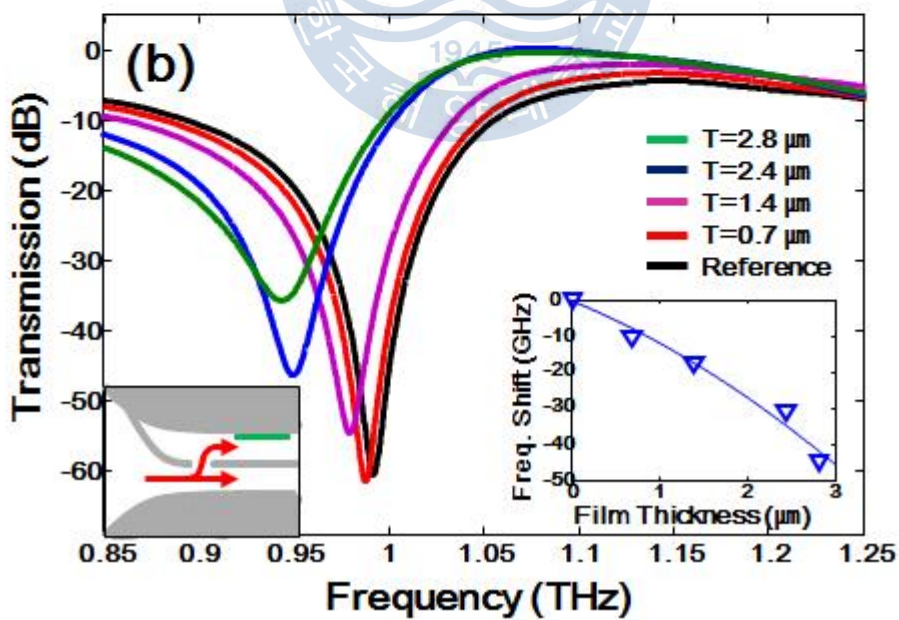 1945
(b)
Transmission (dB)
0
-10
-20
-30
-40
-50
-60
T=2.8 ㎛
T=2.4 ㎛
T=1.4 ㎛
T=0.7 ㎛
Reference
Freq. Shift (GHz)
0
-10
-20
-30
-40
-50
0
1
2
3
Film Thickness (㎛)
0.85
0.9
0.95
1
1.05
1.1
1.15
1.2
1.25
Frequency (THz)